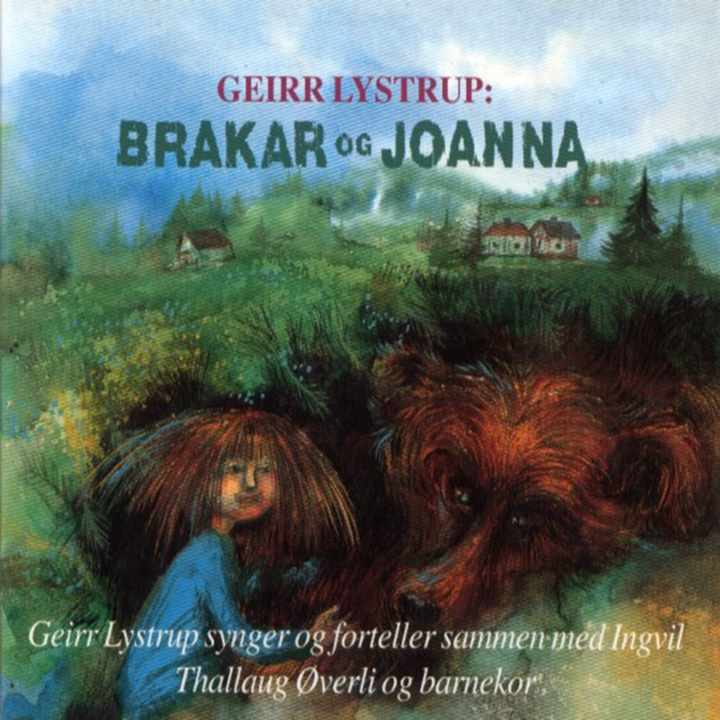 GEIRR LYSTRUP:
BRAKAR OG JOANNA
Geirr Lystrup synger og forteller sammen med Ingvil
Thallaug Øverli og barnekor